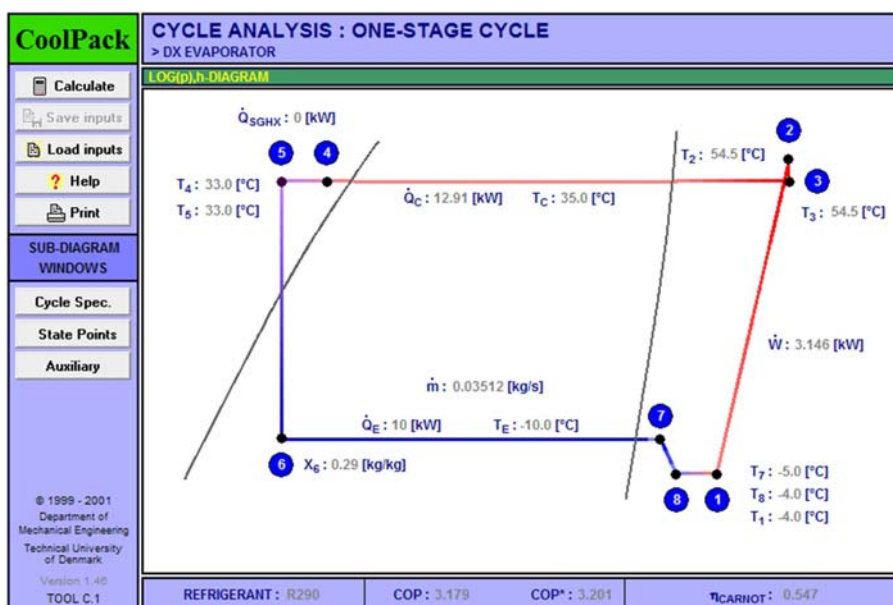 CoolPack
CYCLE ANALYSIS : ONE-STAGE CYCLE
> DX EVAPORATOR
LOG(p),h-DIAGRAM
Calculate
Save inputs
Load inputs
? Help
Print
SUB-DIAGRAM
WINDOWS
Cycle Spec.
State Points
Auxiliary
© 1999 - 2001
Department of
Mechanical Engineering
Technical University
of Denmark
Version 1.46
TOOL C.1
Q̇SGHX : 0 [kW]
5 4
2
T2 : 54.5 [°C]
3
T4 : 33.0 [°C]
T5 : 33.0 [°C]
Q̇C : 12.91 [kW] TC : 35.0 [°C]
T3 : 54.5 [°C]
Ẇ : 3.146 [kW]
ṁ : 0.03512 [kg/s]
Q̇E : 10 [kW] TE : -10.0 [°C]
7
6 X6 : 0.29 [kg/kg]
8 1
T7 : -5.0 [°C]
T8 : -4.0 [°C]
T1 : -4.0 [°C]
REFRIGERANT : R290 COP : 3.179 COP* : 3.201 ηCARNOT : 0.547